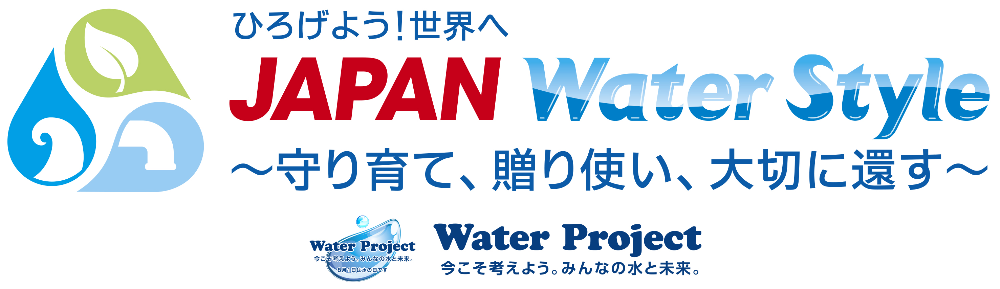 ひろげよう！世界へ
JAPAN Water Style
～守り育て、贈り使い、大切に還す～
Water Project
今こそ考えよう。みんなの水と未来。
8月1日は水の日です
Water Project
今こそ考えよう。みんなの水と未来。